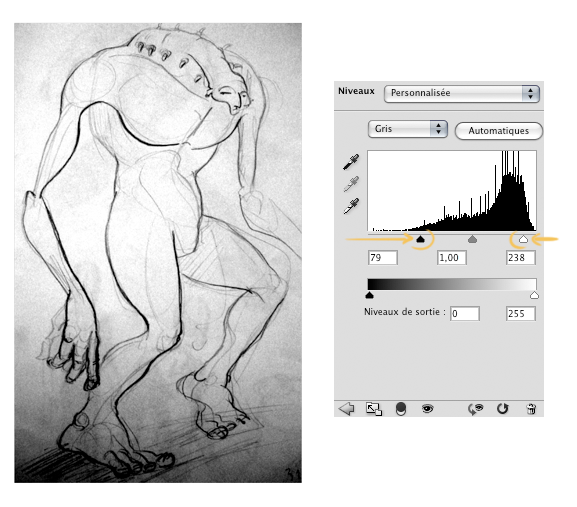 Niveaux
Personnalisée
Gris
Automatiques
79
1,00
238
Niveaux de sortie :
0
255